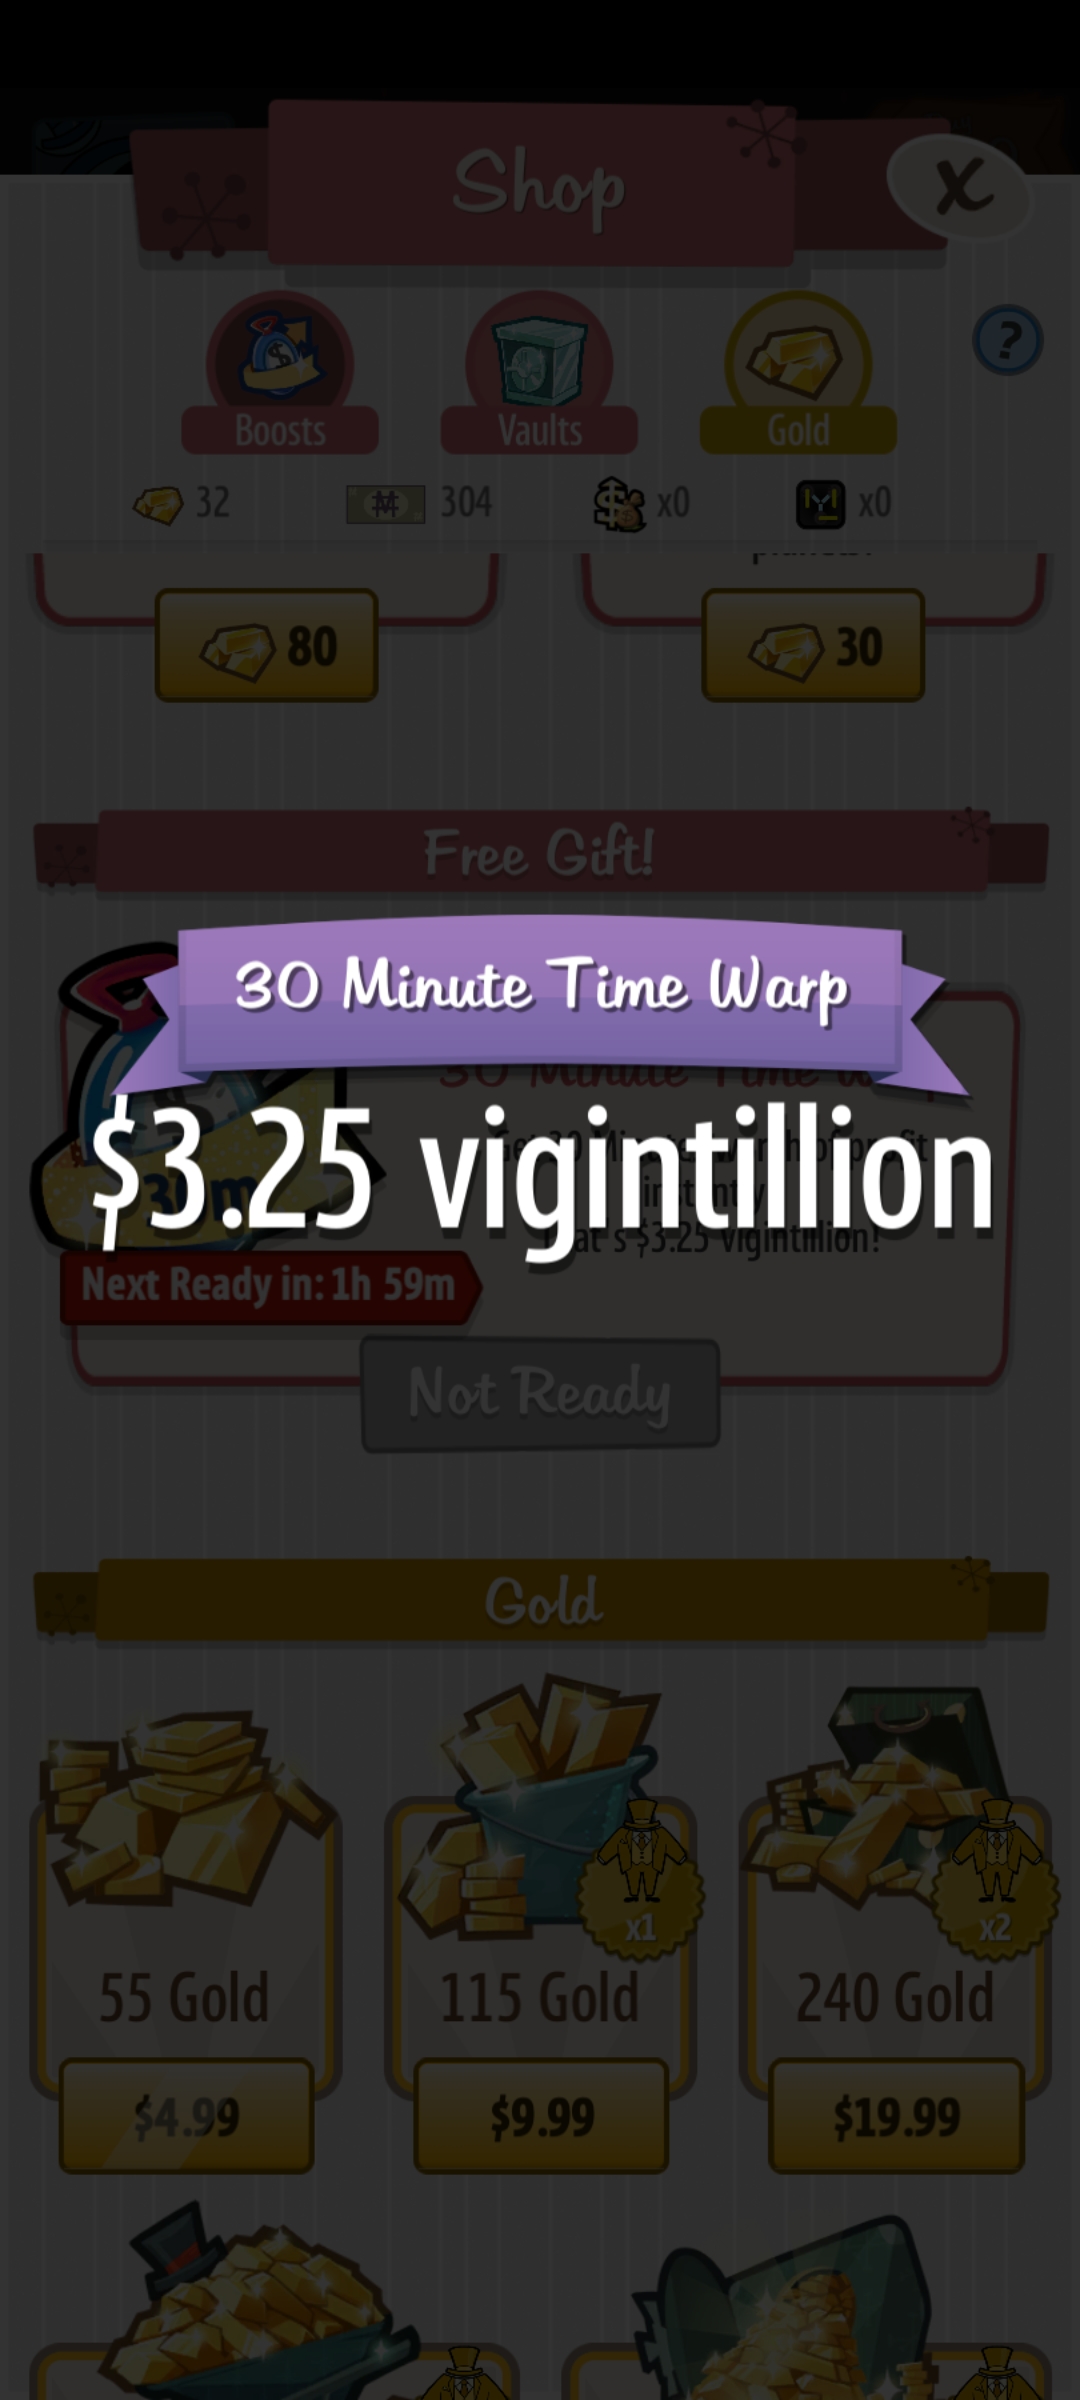 Shop
Boosts
Vaults
Gold
?
32
304
x0
x0
80
30
Free Gift!
30 Minute Time Warp
$3.25 vigintillion
30m
Next Ready in: 1h 59m
Not Ready
Gold
x1
x2
55 Gold
115 Gold
240 Gold
$4.99
$9.99
$19.99